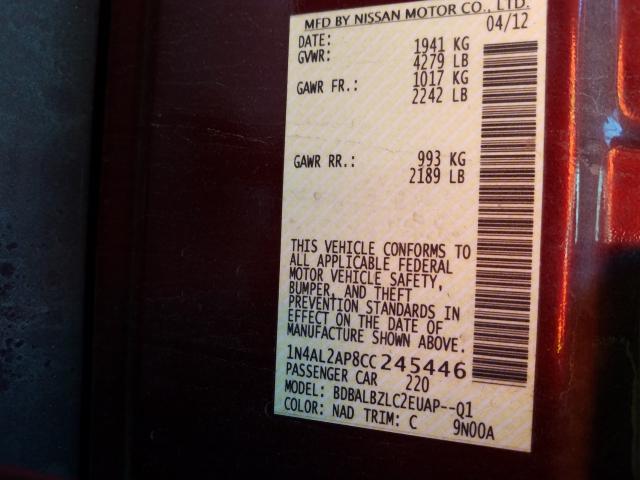 MFD BY NISSAN MOTOR CO., LTD.
DATE: 04/12
GVWR: 1941 KG
4279 LB
GAWR FR.: 1017 KG
2242 LB
GAWR RR.: 993 KG
2189 LB
THIS VEHICLE CONFORMS TO
ALL APPLICABLE FEDERAL
MOTOR VEHICLE SAFETY,
BUMPER, AND THEFT
PREVENTION STANDARDS IN
EFFECT ON THE DATE OF
MANUFACTURE SHOWN ABOVE.
1N4AL2AP8CC245446
PASSENGER CAR 220
MODEL: BDBALBZLC2EUAP--Q1
COLOR: NAD TRIM: C 9N00A